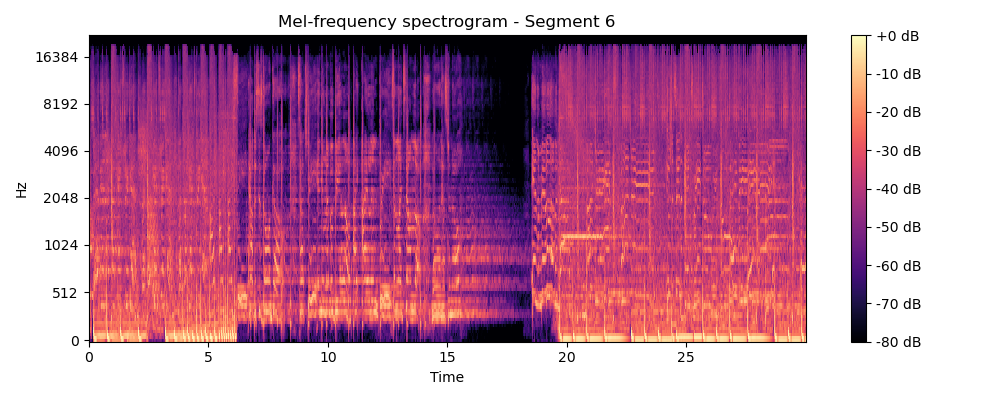 Mel-frequency spectrogram - Segment 6
Hz
16384
8192
4096
2048
1024
512
0
0 5 10 15 20 25
Time
+0 dB
-10 dB
-20 dB
-30 dB
-40 dB
-50 dB
-60 dB
-70 dB
-80 dB